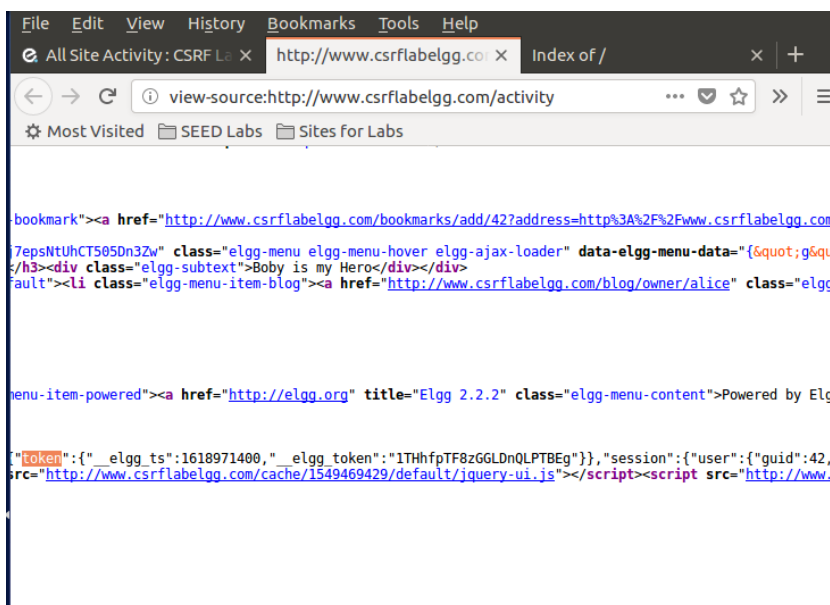 File Edit View History Bookmarks Tools Help
All Site Activity : CSRF La × http://www.csrflabelgg.co × Index of / × +
view-source:http://www.csrflabelgg.com/activity
Most Visited SEED Labs Sites for Labs
-bookmark"><a href="http://www.csrflabelgg.com/bookmarks/add/42?address=http%3A%2F%2Fwww.csrflabelgg.com
j7epsNtUhCT505Dn3Zw" class="elgg-menu elgg-menu-hover elgg-ajax-loader" data-elgg-menu-data="{&quot;g&qu
</h3><div class="elgg-subtext">Boby is my Hero</div></div>
fault"><li class="elgg-menu-item-blog"><a href="http://www.csrflabelgg.com/blog/owner/alice" class="elgg
menu-item-powered"><a href="http://elgg.org" title="Elgg 2.2.2" class="elgg-menu-content">Powered by Elg
{"token":{"__elgg_ts":1618971400,"__elgg_token":"1THhfpTF8zGGLDnQLPTBEg"}},"session":{"user":{"guid":42,
src="http://www.csrflabelgg.com/cache/1549469429/default/jquery-ui.js"></script><script src="http://www.